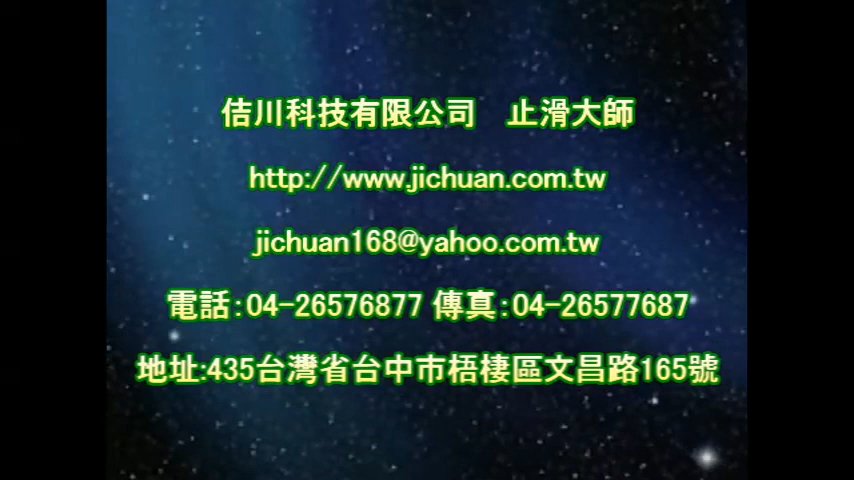 佶川科技有限公司　止滑大師
http://www.jichuan.com.tw
jichuan168@yahoo.com.tw
電話:04-26576877 傳真:04-26577687
地址:435台灣省台中市梧棲區文昌路165號